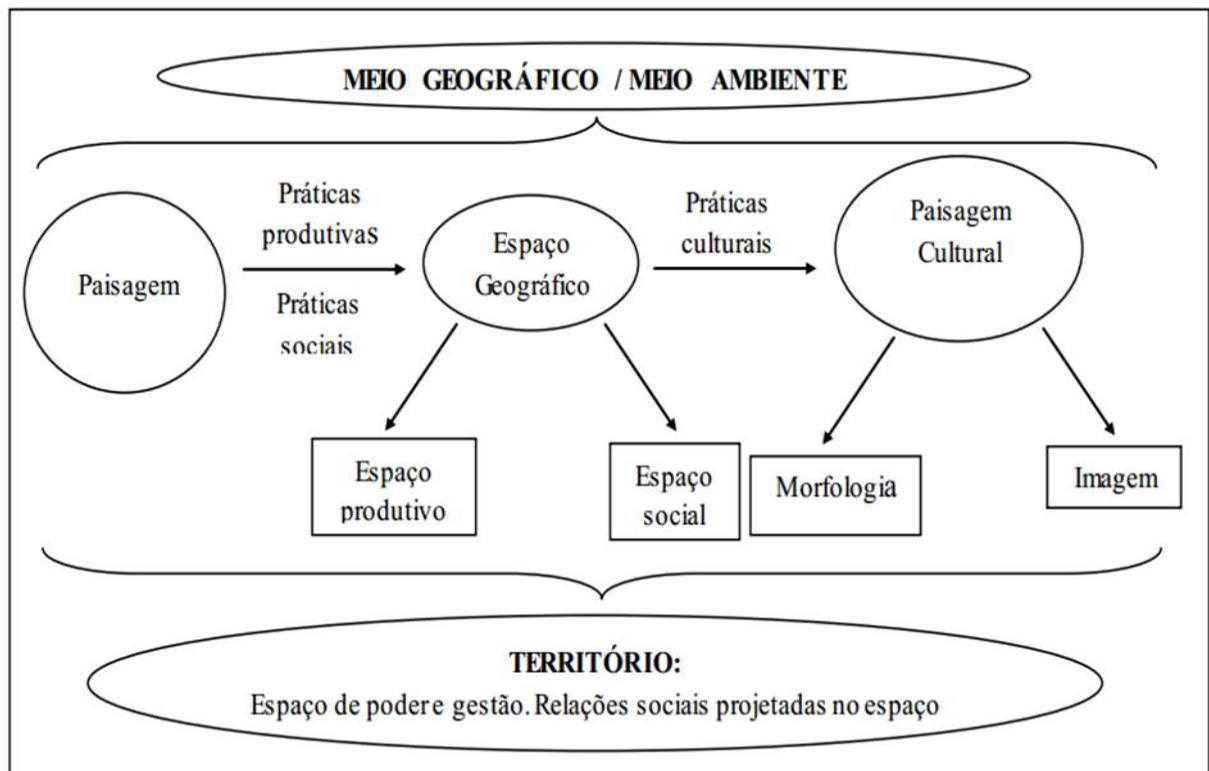 MEIO GEOGRÁFICO / MEIO AMBIENTE
Paisagem
Práticas
produtivas
Práticas
sociais
Espaço
Geográfico
Práticas
culturais
Paisagem
Cultural
Espaço
produtivo
Espaço
social
Morfologia
Imagem
TERRITÓRIO:
Espaço de poder e gestão. Relações sociais projetadas no espaço